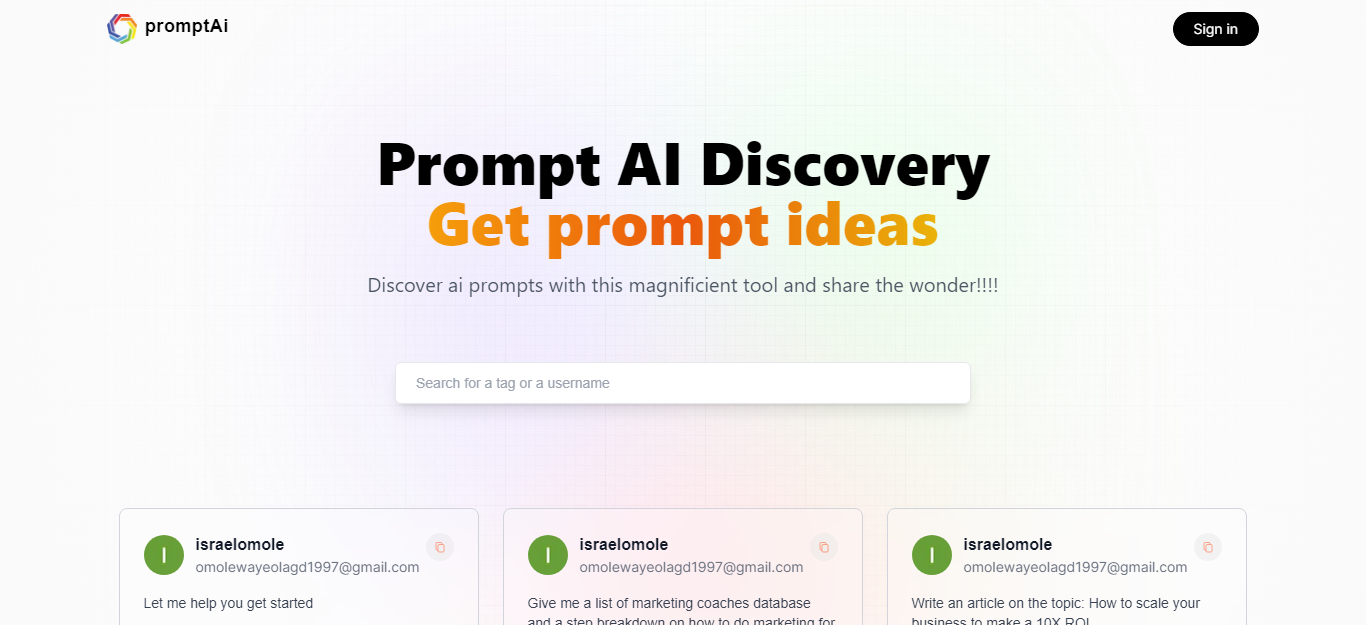 promptAi
Sign in
Prompt AI Discovery
Get prompt ideas
Discover ai prompts with this magnificient tool and share the wonder!!!!
Search for a tag or a username
I
israelomole
omolewayeolagd1997@gmail.com
Let me help you get started
I
israelomole
omolewayeolagd1997@gmail.com
Give me a list of marketing coaches database
and a step breakdown on how to do marketing for
I
israelomole
omolewayeolagd1997@gmail.com
Write an article on the topic: How to scale your
business to make a 10X ROI